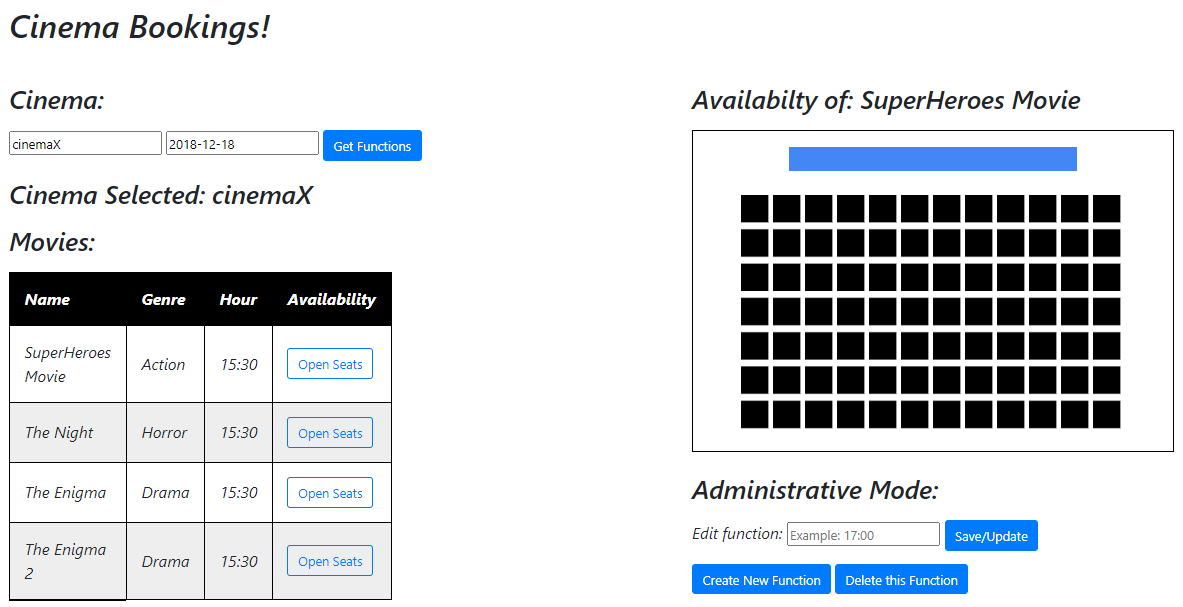 Cinema Bookings!
Cinema:
cinemaX 2018-12-18 Get Functions
Cinema Selected: cinemaX
Movies:
Name Genre Hour Availability
SuperHeroes
Movie Action 15:30 Open Seats
The Night Horror 15:30 Open Seats
The Enigma Drama 15:30 Open Seats
The Enigma
2 Drama 15:30 Open Seats
Availabilty of: SuperHeroes Movie
Administrative Mode:
Edit function: Example: 17:00 Save/Update
Create New Function Delete this Function